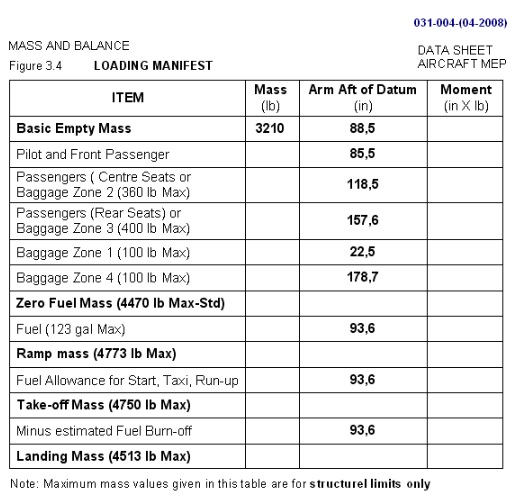 031-004-(04-2008)
MASS AND BALANCE
DATA SHEET
Figure 3.4 LOADING MANIFEST
AIRCRAFT MEP
ITEM Mass (lb) Arm Aft of Datum (in) Moment (in X lb)
Basic Empty Mass 3210 88,5
Pilot and Front Passenger 85,5
Passengers ( Centre Seats or
Baggage Zone 2 (360 lb Max) 118,5
Passengers (Rear Seats) or
Baggage Zone 3 (400 lb Max) 157,6
Baggage Zone 1 (100 lb Max) 22,5
Baggage Zone 4 (100 lb Max) 178,7
Zero Fuel Mass (4470 lb Max-Std)
Fuel (123 gal Max) 93,6
Ramp mass (4773 lb Max)
Fuel Allowance for Start, Taxi, Run-up 93,6
Take-off Mass (4750 lb Max)
Minus estimated Fuel Burn-off 93,6
Landing Mass (4513 lb Max)
Note: Maximum mass values given in this table are for structurel limits only